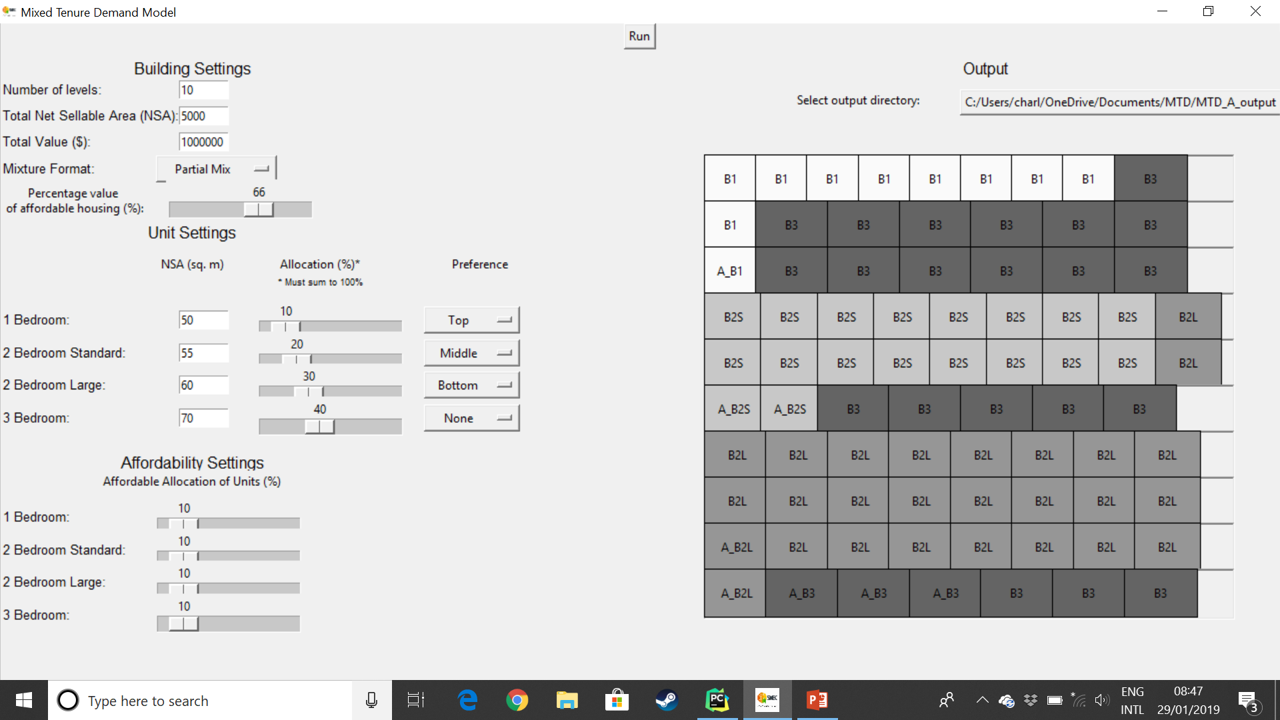 Mixed Tenure Demand Model
Run
Building Settings
Number of levels: 10
Total Net Sellable Area (NSA): 5000
Total Value ($): 1000000
Mixture Format: Partial Mix
Percentage value
of affordable housing (%): 66
Unit Settings
NSA (sq. m) Allocation (%)* Preference
* Must sum to 100%
1 Bedroom: 50 10 Top
2 Bedroom Standard: 55 20 Middle
2 Bedroom Large: 60 30 Bottom
3 Bedroom: 70 40 None
Affordability Settings
Affordable Allocation of Units (%)
1 Bedroom: 10
2 Bedroom Standard: 10
2 Bedroom Large: 10
3 Bedroom: 10
Output
Select output directory: C:/Users/charl/OneDrive/Documents/MTD/MTD_A_output
B1 B1 B1 B1 B1 B1 B1 B1 B3
B1 B3 B3 B3 B3 B3 B3
A_B1 B3 B3 B3 B3 B3 B3
B2S B2S B2S B2S B2S B2S B2S B2S B2L
B2S B2S B2S B2S B2S B2S B2S B2S B2L
A_B2S A_B2S B3 B3 B3 B3 B3
B2L B2L B2L B2L B2L B2L B2L B2L
B2L B2L B2L B2L B2L B2L B2L B2L
A_B2L B2L B2L B2L B2L B2L B2L B2L
A_B2L A_B3 A_B3 A_B3 B3 B3 B3
Type here to search
ENG
INTL
08:47
29/01/2019
3